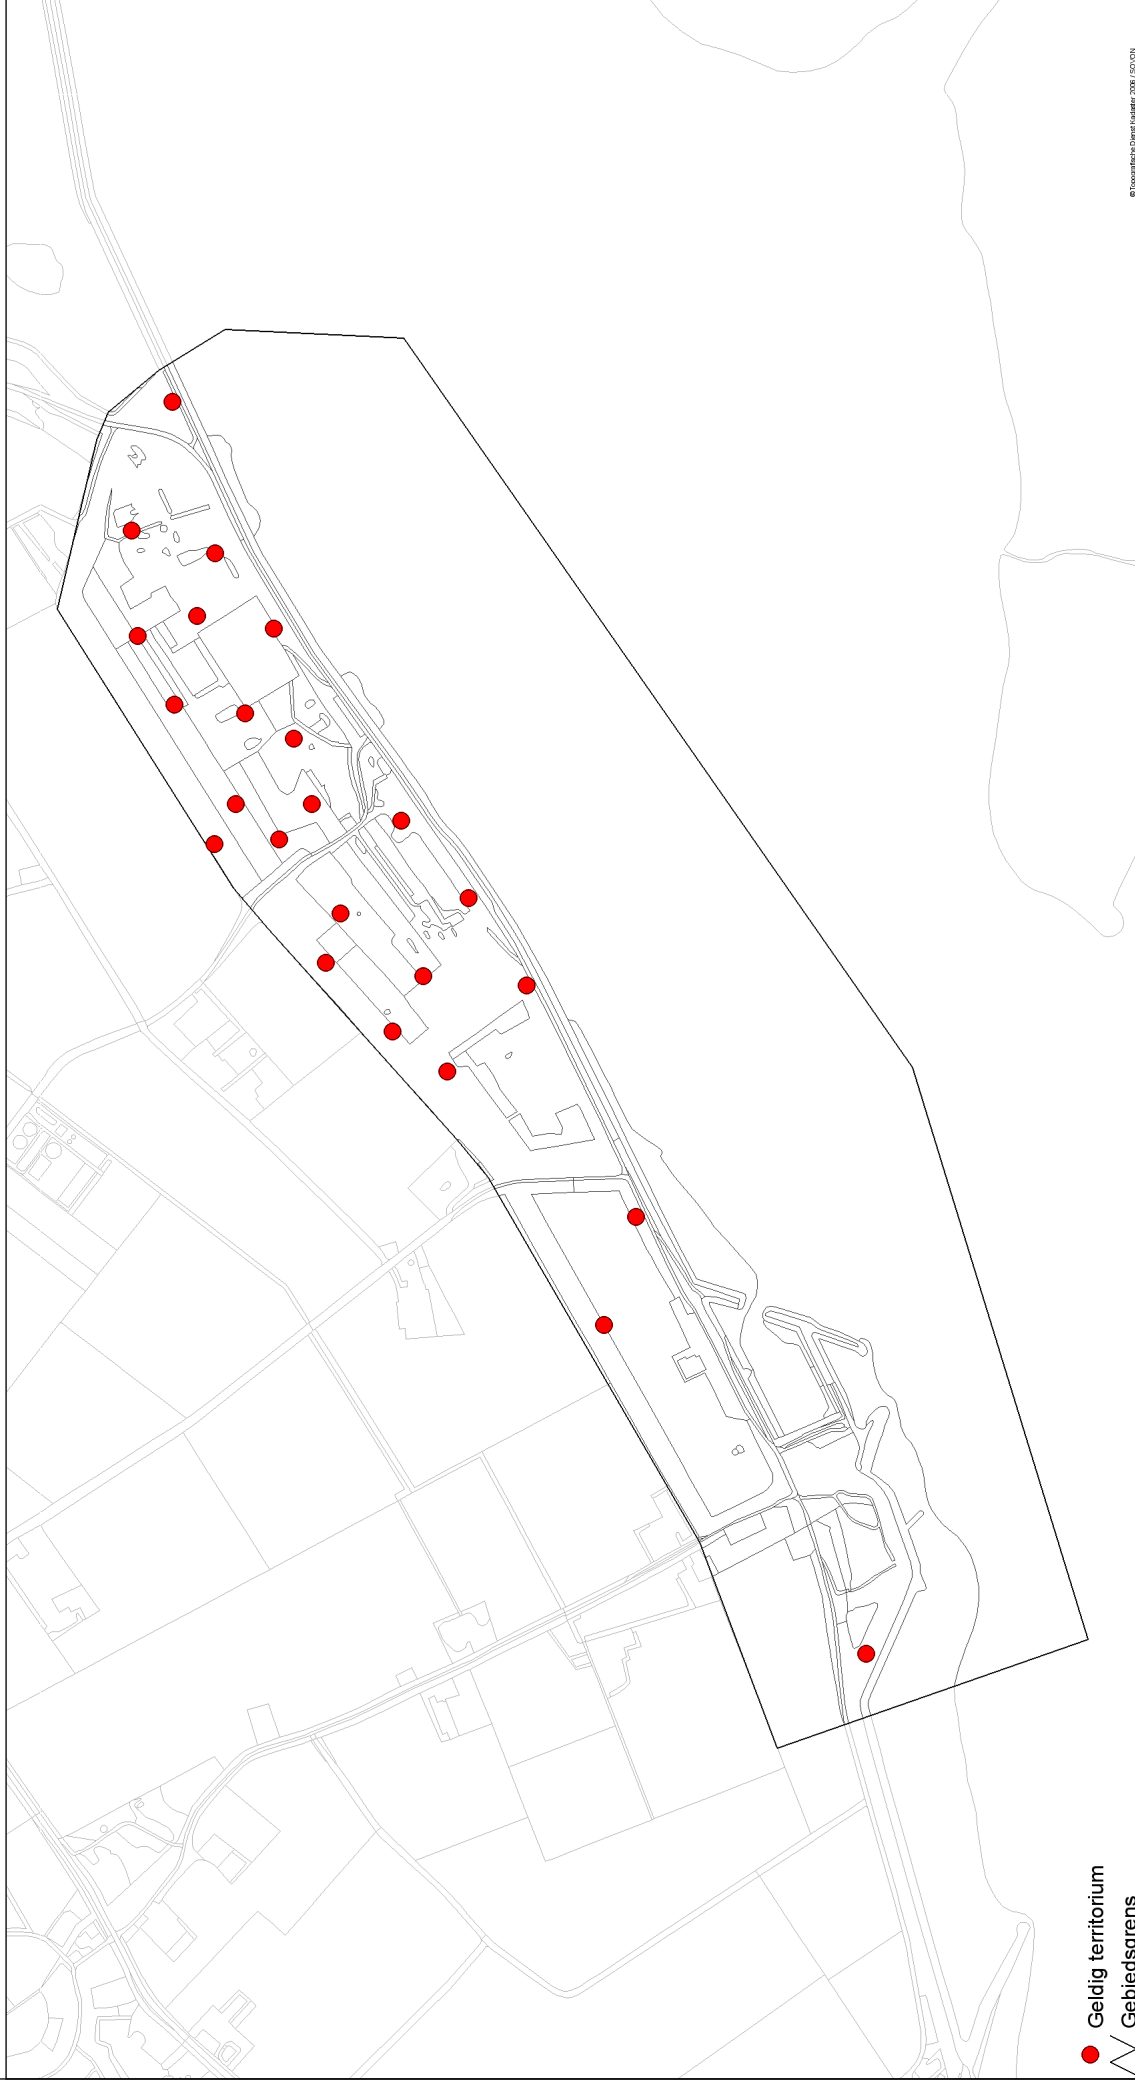 Geldig territorium
Gebiedsgrens
© Topografische Dienst Kadaster 2006 / SOVON